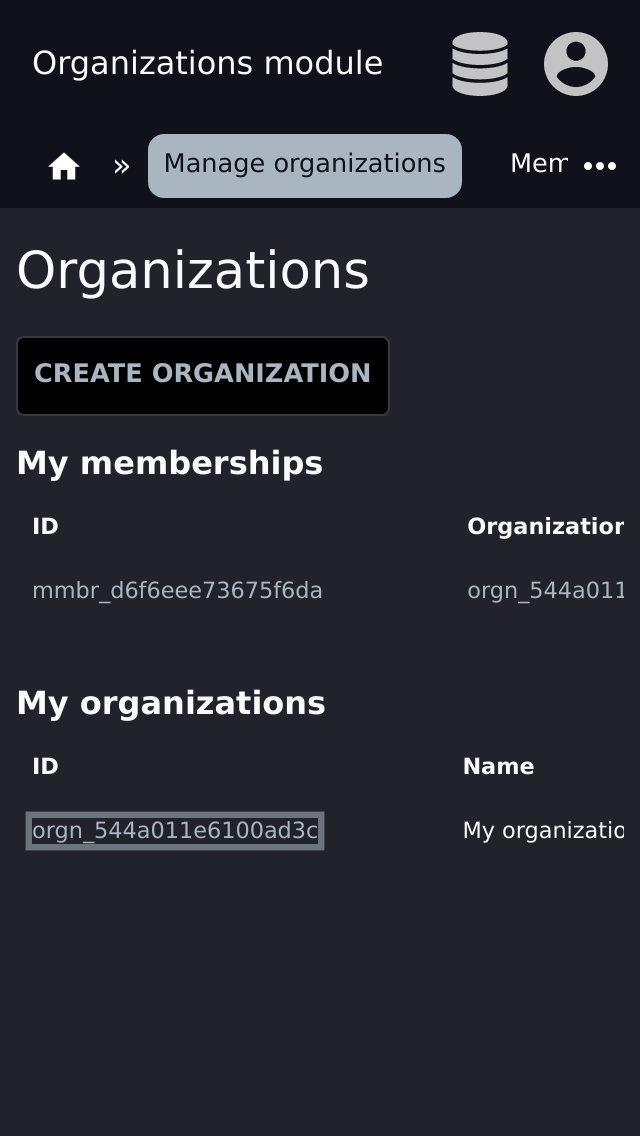 Organizations module
» Manage organizations Mem •••
Organizations
CREATE ORGANIZATION
My memberships
ID Organization
mmbr_d6f6eee73675f6da orgn_544a011
My organizations
ID Name
orgn_544a011e6100ad3c My organizatio